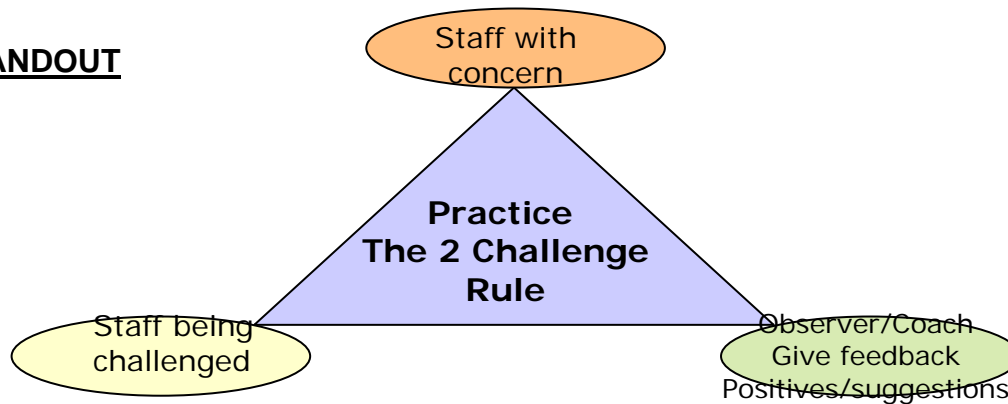 ANDOUT
Staff with
concern
Practice
The 2 Challenge
Rule
Staff being
challenged
Observer/Coach
Give feedback
Positives/suggestions